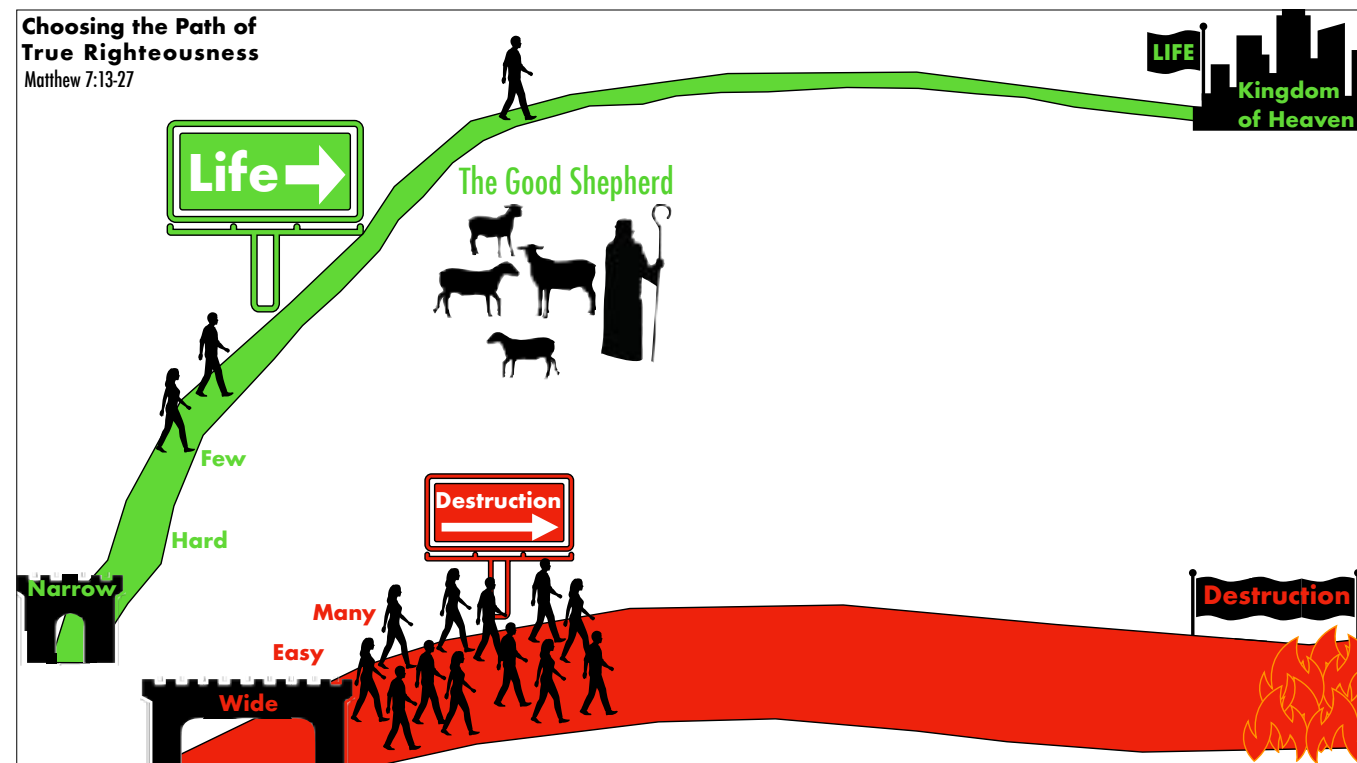 Choosing the Path of
True Righteousness
Matthew 7:13-27
LIFE
Kingdom
of Heaven
Life
The Good Shepherd
Few
Hard
Narrow
Destruction
Many
Easy
Wide
Destruction